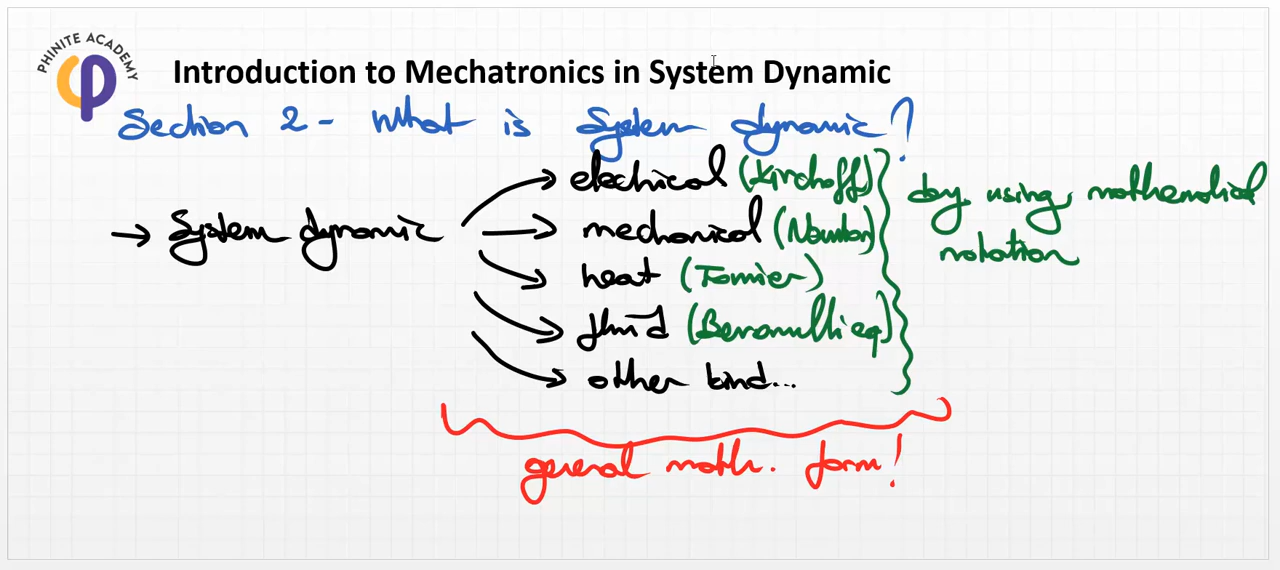 PHINITE ACADEMY
Introduction to Mechatronics in System Dynamic
Section 2 - What is System dynamic?
→ System dynamic
→ electrical (Kirchoff)
→ mechanical (Newton)
→ heat (Fourier)
→ fluid (Bernoulli eq)
→ other kind...
by using mathematical
notation
general math. form!